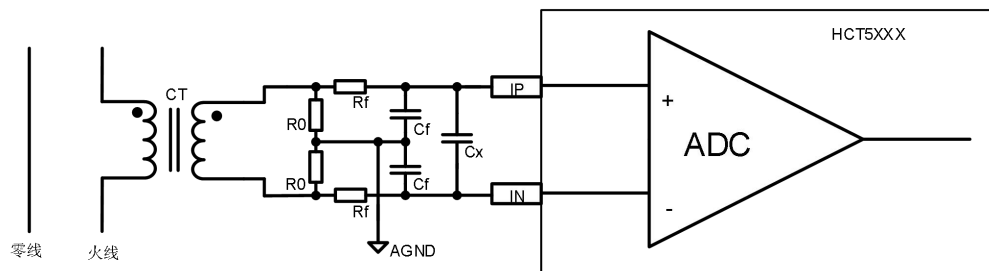 HCT5XXX
CT
Rf
IP
R0
Cf
+
Cx
ADC
R0
Cf
-
Rf
IN
AGND
零线
火线